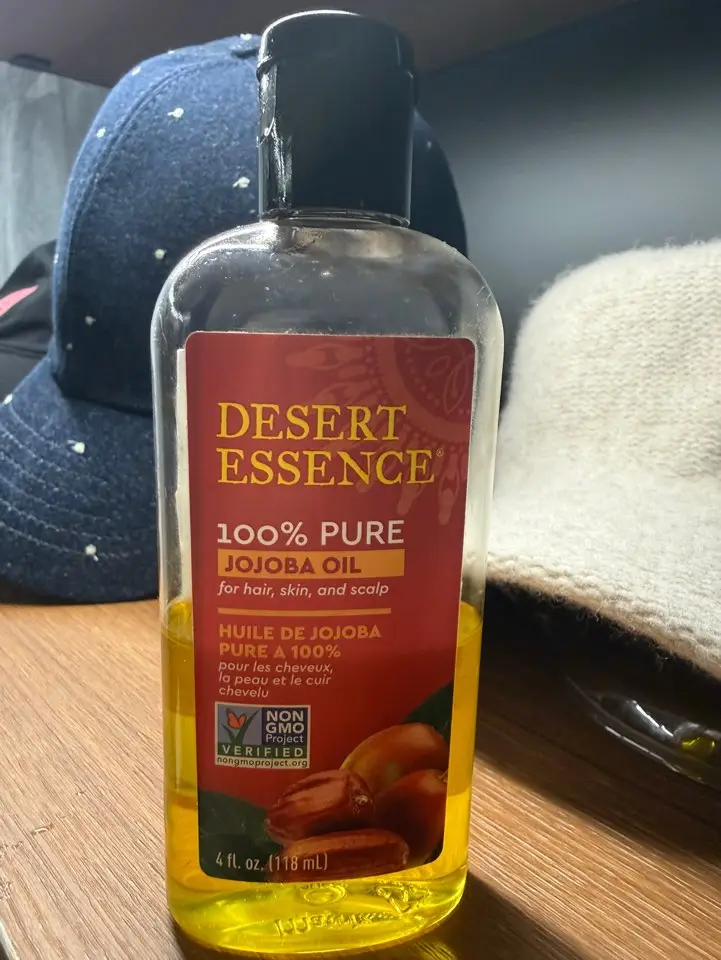 DESERT
ESSENCE®
100% PURE
JOJOBA OIL
for hair, skin, and scalp
HUILE DE JOJOBA
PURE A 100%
pour les cheveux,
la peau et le cuir
chevelu
NON
GMO
Project
VERIFIED
nongmoproject.org
4 fl. oz. (118 mL)